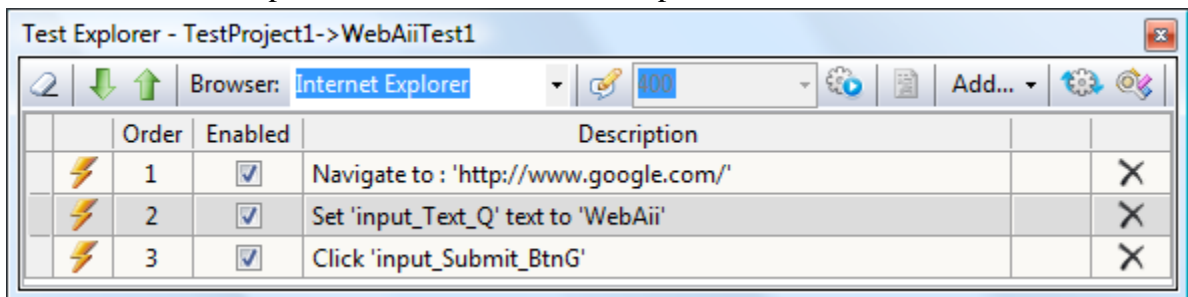 Test Explorer - TestProject1->WebAiiTest1
Browser: Internet Explorer 400 Add...
Order Enabled Description
1 Navigate to : 'http://www.google.com/'
2 Set 'input_Text_Q' text to 'WebAii'
3 Click 'input_Submit_BtnG'